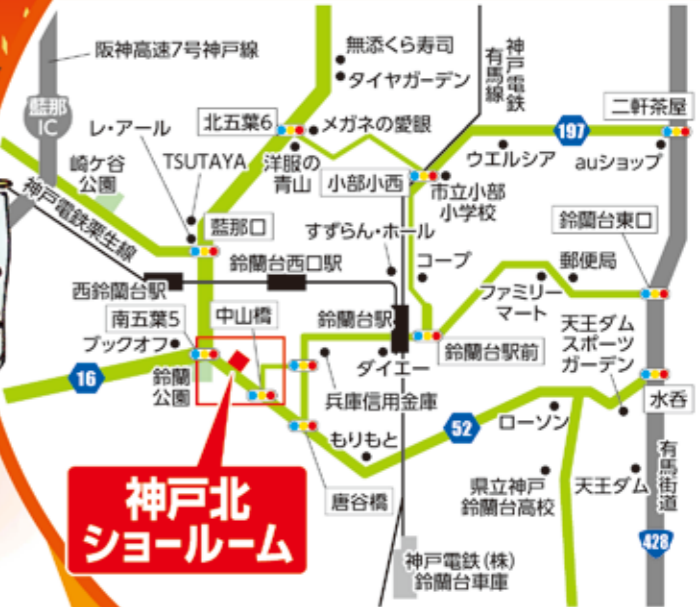 阪神高速7号神戸線
無添くら寿司
タイヤガーデン
神戸電鉄
有馬線
藍那
IC
レ・アール
北五葉6
メガネの愛眼
197
二軒茶屋
崎ケ谷
公園
TSUTAYA
洋服の
青山
小部小西
ウエルシア
auショップ
市立小部
小学校
神戸電鉄粟生線
藍那口
すずらん・ホール
鈴蘭台東口
西鈴蘭台駅
鈴蘭台西口駅
コープ
郵便局
ファミリー
マート
南五葉5
中山橋
鈴蘭台駅
天王ダム
スポーツ
ガーデン
ブックオフ
鈴蘭台駅前
ダイエー
16
鈴蘭
公園
兵庫信用金庫
水呑
52
ローソン
もりもと
神戸北
ショールーム
唐谷橋
県立神戸
鈴蘭台高校
天王ダム
有馬街道
428
神戸電鉄(株)
鈴蘭台車庫